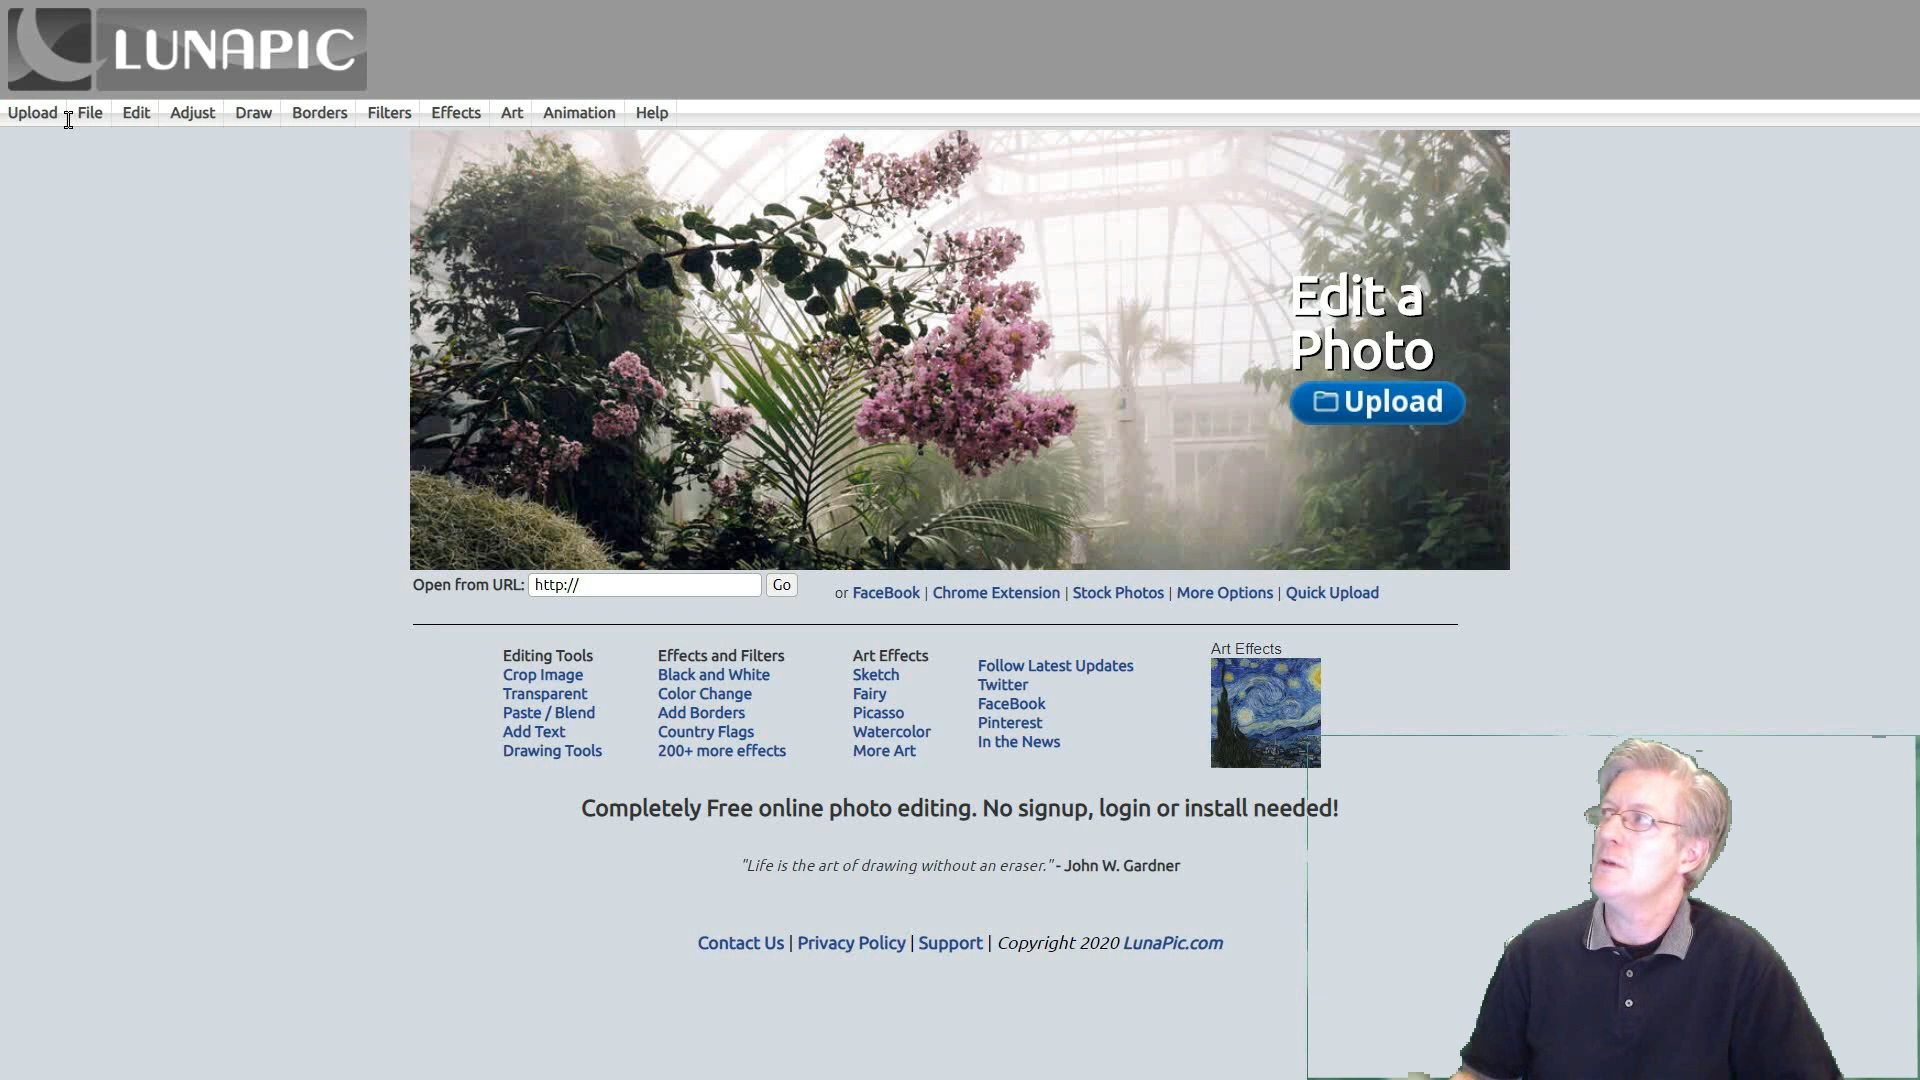 LUNAPIC
Upload File Edit Adjust Draw Borders Filters Effects Art Animation Help
Edit a
Photo
Upload
Open from URL: http:// Go or FaceBook | Chrome Extension | Stock Photos | More Options | Quick Upload
Editing Tools
Crop Image
Transparent
Paste / Blend
Add Text
Drawing Tools
Effects and Filters
Black and White
Color Change
Add Borders
Country Flags
200+ more effects
Art Effects
Sketch
Fairy
Picasso
Watercolor
More Art
Follow Latest Updates
Twitter
FaceBook
Pinterest
In the News
Art Effects
Completely Free online photo editing. No signup, login or install needed!
"Life is the art of drawing without an eraser." - John W. Gardner
Contact Us | Privacy Policy | Support | Copyright 2020 LunaPic.com